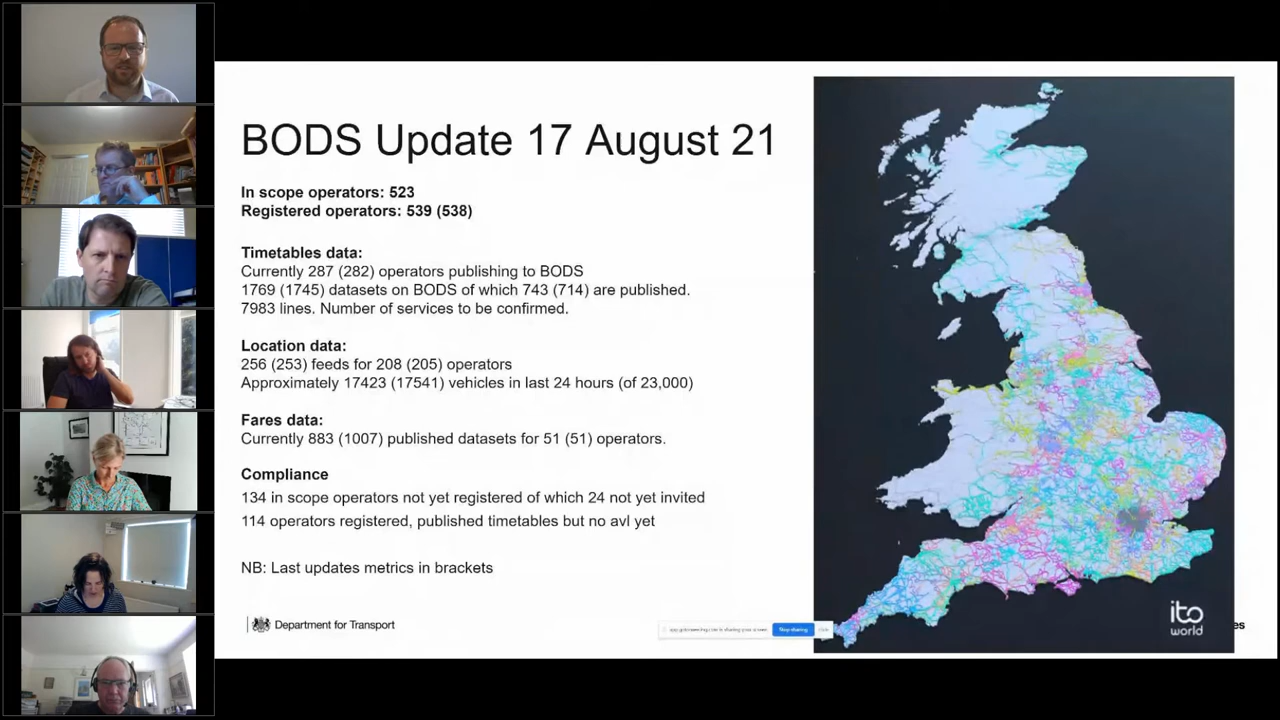 BODS Update 17 August 21
In scope operators: 523
Registered operators: 539 (538)
Timetables data:
Currently 287 (282) operators publishing to BODS
1769 (1745) datasets on BODS of which 743 (714) are published.
7983 lines. Number of services to be confirmed.
Location data:
256 (253) feeds for 208 (205) operators
Approximately 17423 (17541) vehicles in last 24 hours (of 23,000)
Fares data:
Currently 883 (1007) published datasets for 51 (51) operators.
Compliance
134 in scope operators not yet registered of which 24 not yet invited
114 operators registered, published timetables but no avl yet
NB: Last updates metrics in brackets
Department for Transport
is sharing your screen.
Stop sharing
Hide
ito
world